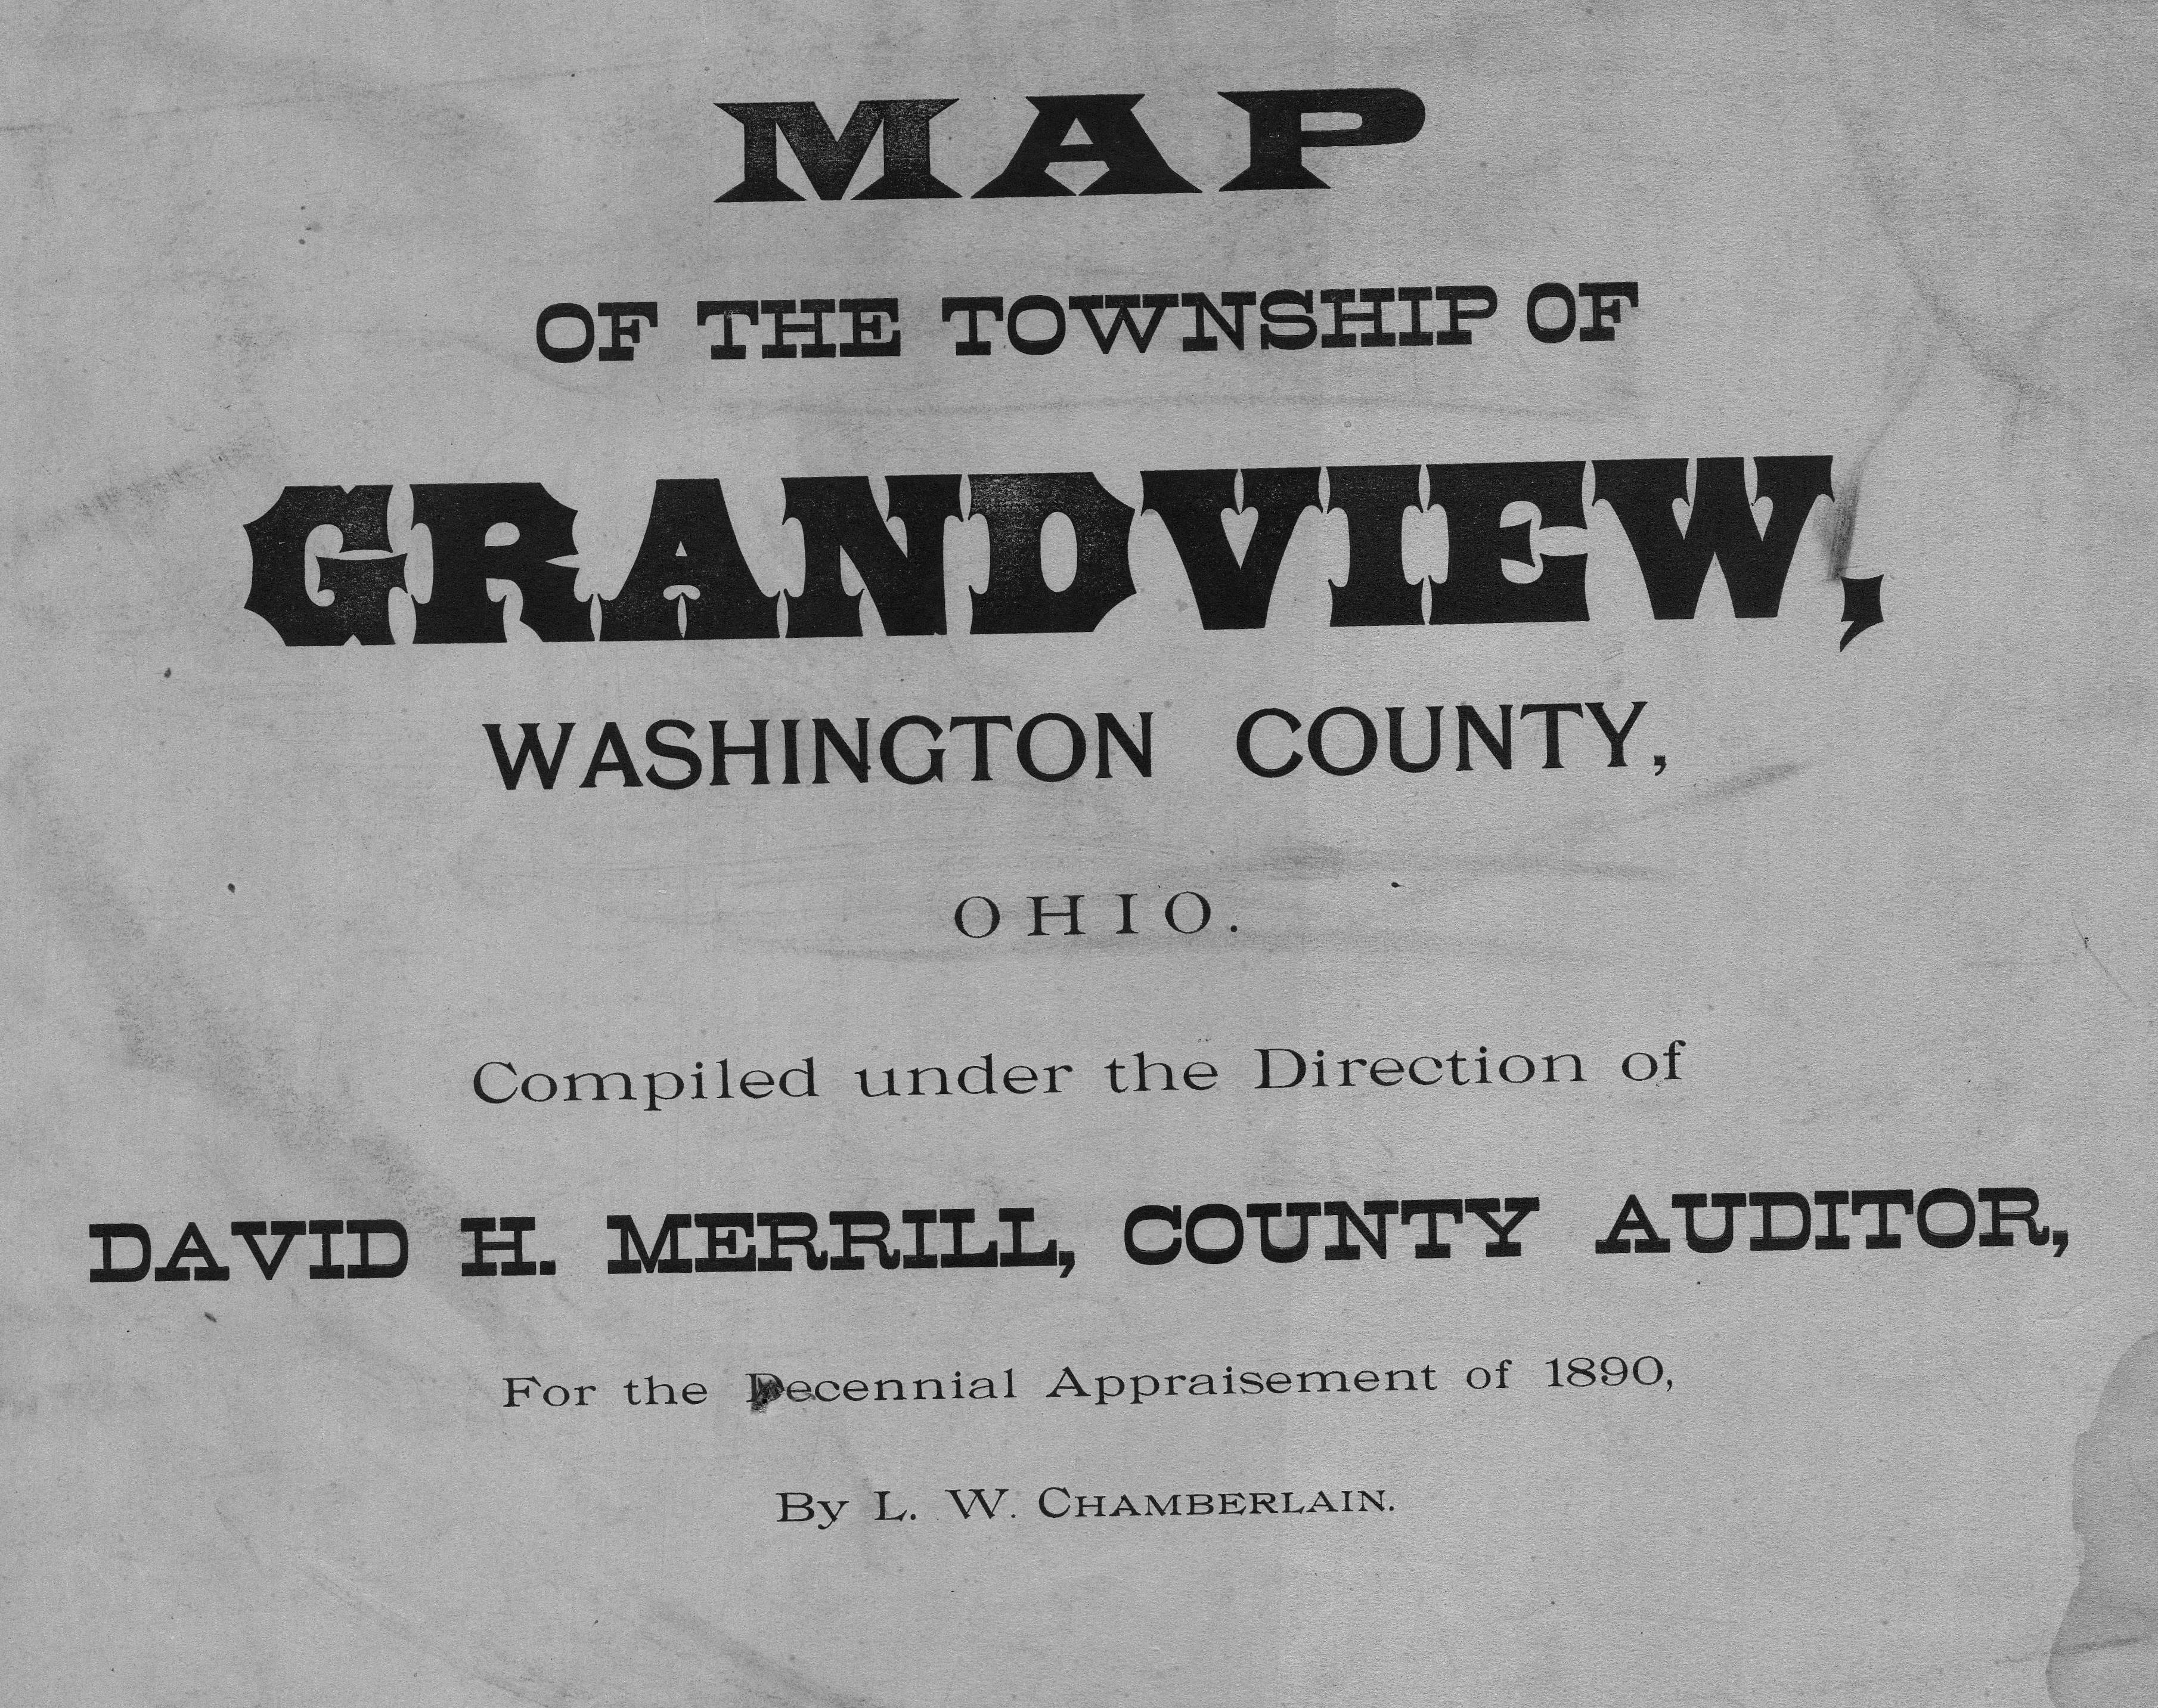 MAP
OF THE TOWNSHIP OF
GRANDVIEW,
WASHINGTON COUNTY,
OHIO.
Compiled under the Direction of
DAVID H. MERRILL, COUNTY AUDITOR,
For the Decennial Appraisement of 1890,
By L. W. CHAMBERLAIN.